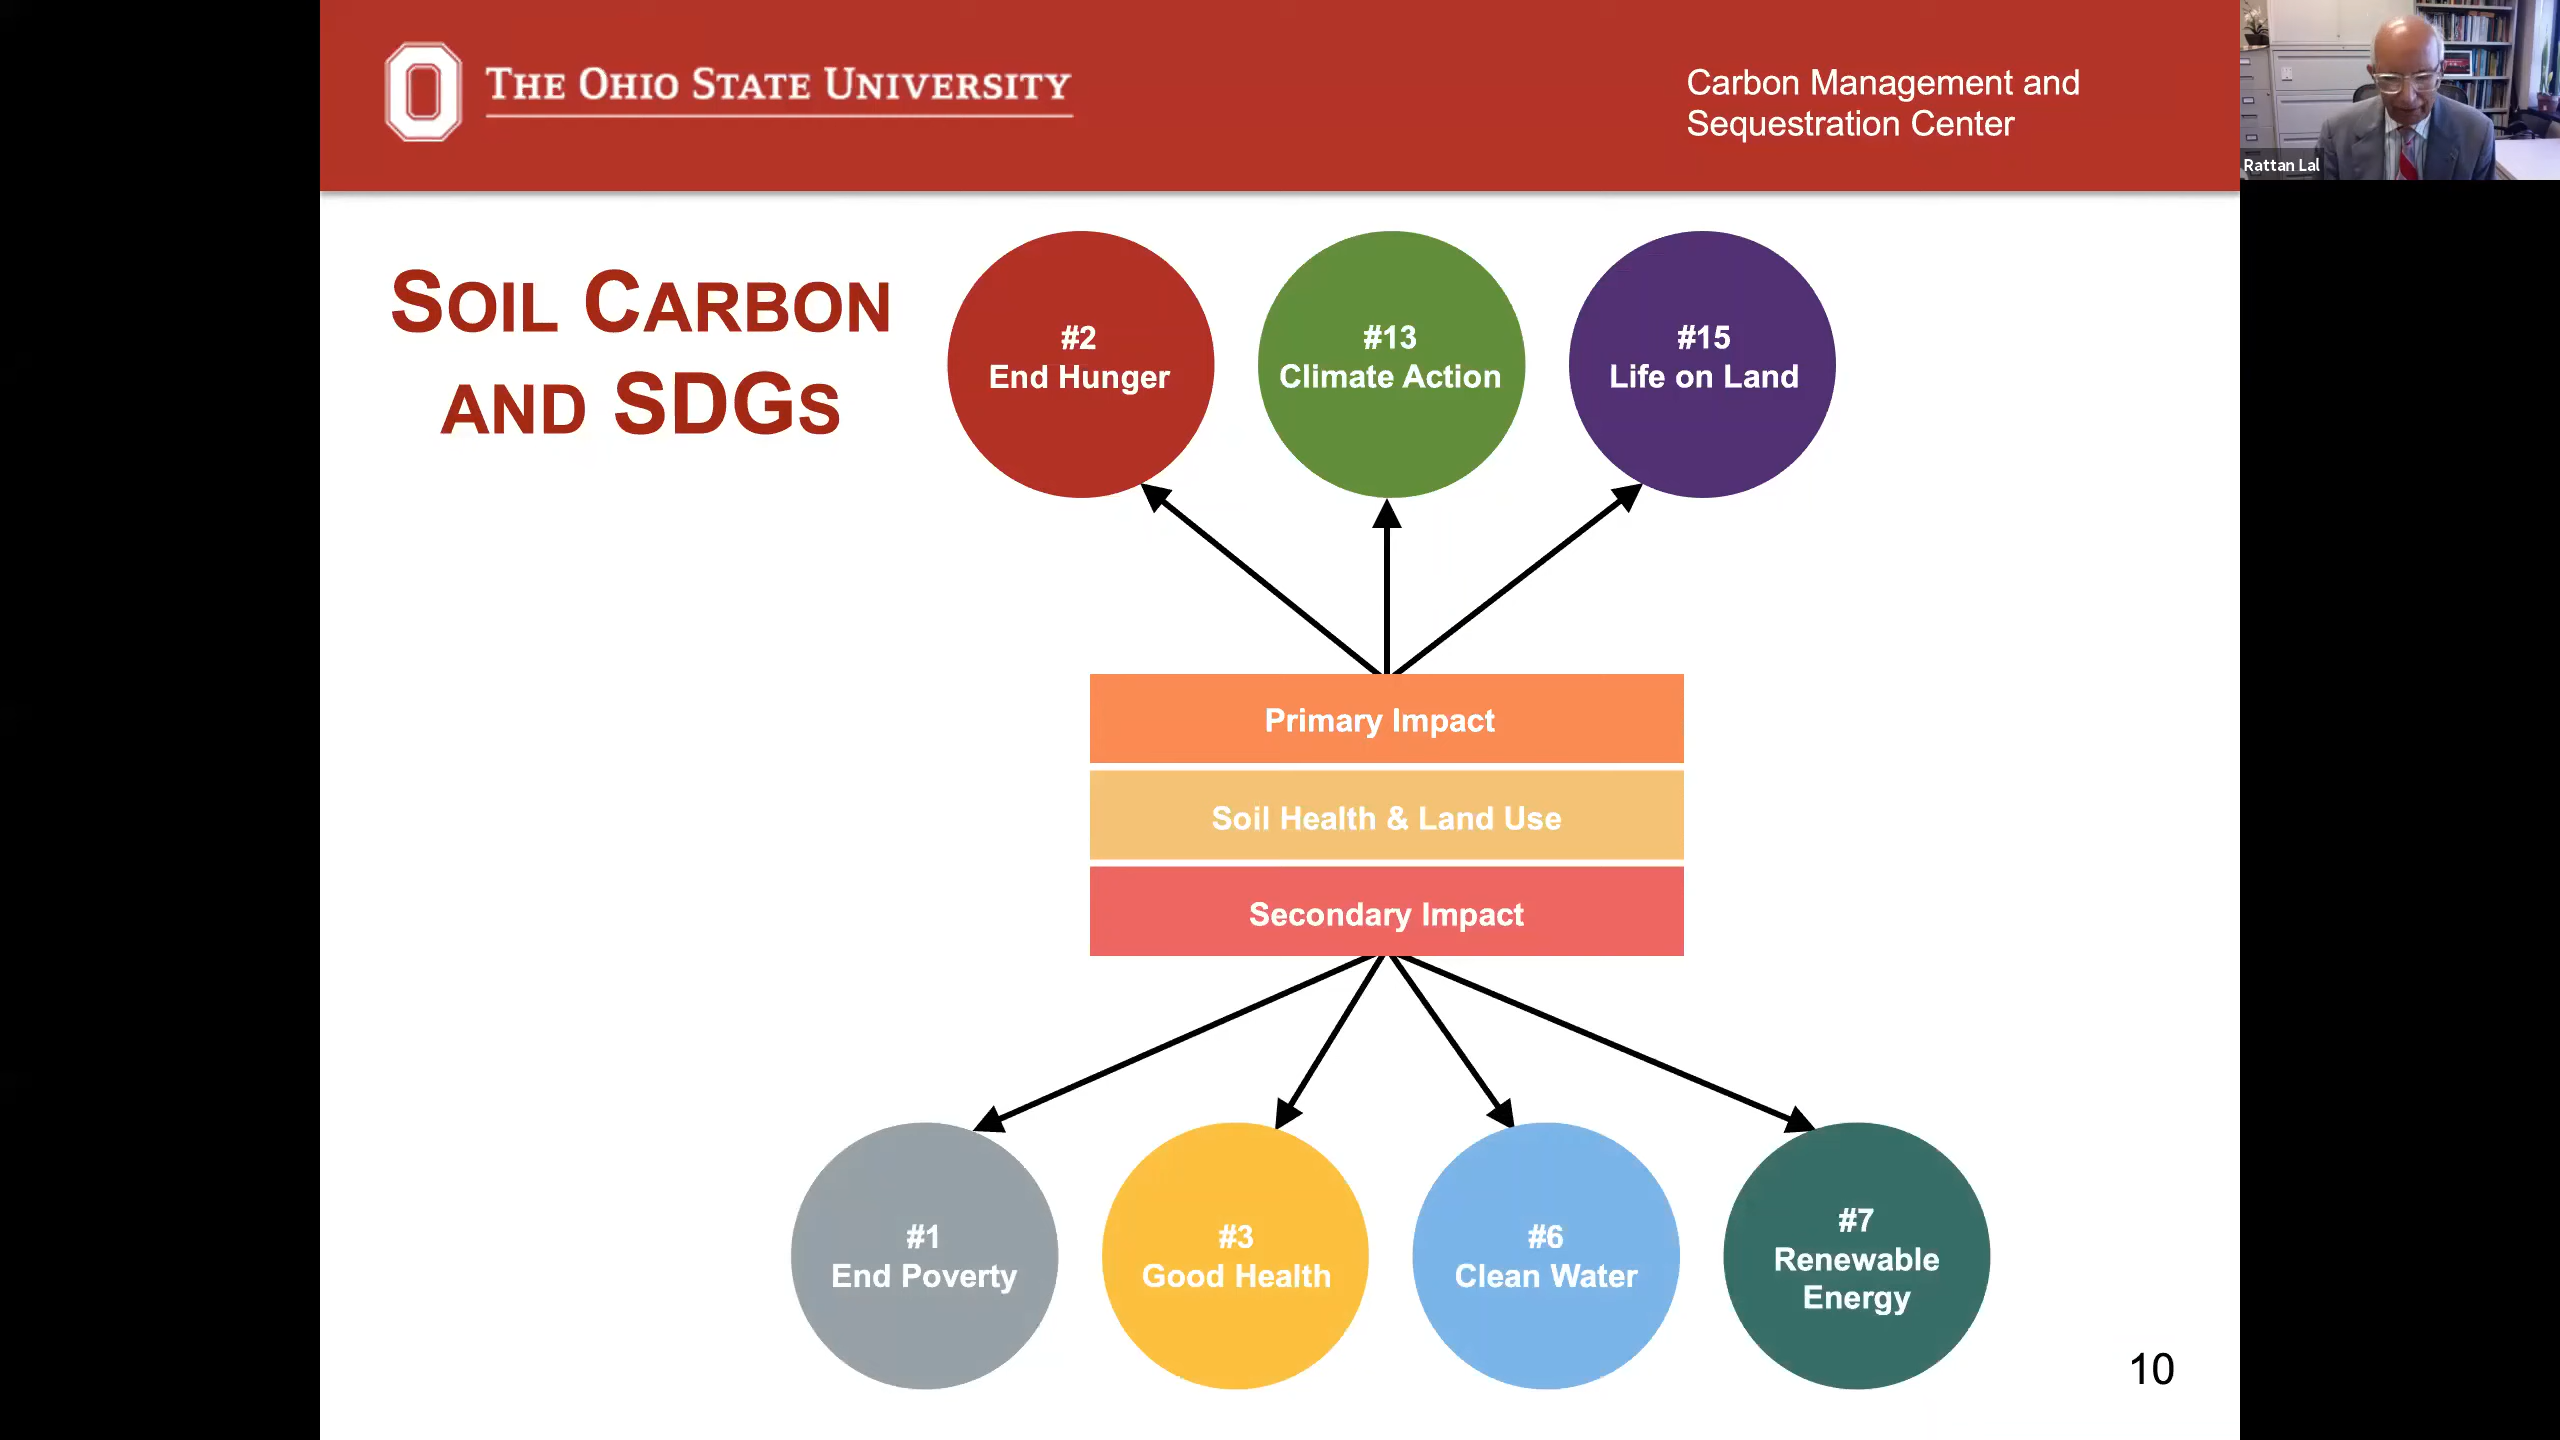 THE OHIO STATE UNIVERSITY
Carbon Management and
Sequestration Center
Rattan Lal
SOIL CARBON
AND SDGS
#2
End Hunger
#13
Climate Action
#15
Life on Land
Primary Impact
Soil Health & Land Use
Secondary Impact
#1
End Poverty
#3
Good Health
#6
Clean Water
#7
Renewable
Energy
10